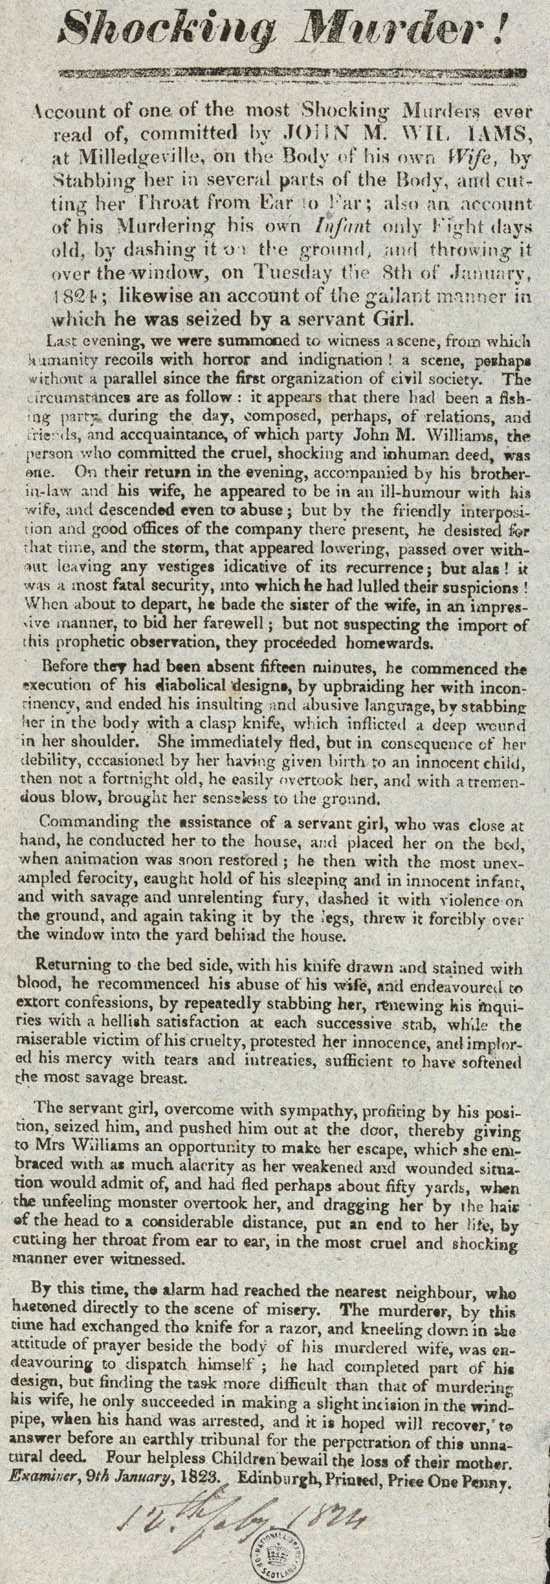 Shocking Murder!
Account of one of the most Shocking Murders ever
read of, committed by JOHN M. WILLIAMS,
at Milledgeville, on the Body of his own Wife, by
Stabbing her in several parts of the Body, and cut-
ting her Throat from Ear to Ear; also an account
of his Murdering his own Infant only Eight days
old, by dashing it on the ground, and throwing it
over the window, on Tuesday the 8th of January,
1824; likewise an account of the gallant manner in
which he was seized by a servant Girl.
Last evening, we were summoned to witness a scene, from which
humanity recoils with horror and indignation! a scene, perhaps
without a parallel since the first organization of civil society. The
circumstances are as follow: it appears that there had been a fish-
ing party during the day, composed, perhaps, of relations, and
friends, and accquaintance, of which party John M. Williams, the
person who committed the cruel, shocking and inhuman deed, was
one. On their return in the evening, accompanied by his brother-
in-law and his wife, he appeared to be in an ill-humour with his
wife, and descended even to abuse; but by the friendly interposi-
tion and good offices of the company there present, he desisted for
that time, and the storm, that appeared lowering, passed over with-
out leaving any vestiges idicative of its recurrence; but alas! it
was a most fatal security, into which he had lulled their suspicions!
When about to depart, he bade the sister of the wife, in an impres-
sive manner, to bid her farewell; but not suspecting the import of
this prophetic observation, they proceeded homewards.
Before they had been absent fifteen minutes, he commenced the
execution of his diabolical designs, by upbraiding her with incon-
tinency, and ended his insulting and abusive language, by stabbing
her in the body with a clasp knife, which inflicted a deep wound
in her shoulder. She immediately fled, but in consequence of her
debility, occasioned by her having given birth to an innocent child,
then not a fortnight old, he easily overtook her, and with a tremen-
dous blow, brought her senseless to the ground.
Commanding the assistance of a servant girl, who was close at
hand, he conducted her to the house, and placed her on the bed,
when animation was soon restored; he then with the most unex-
ampled ferocity, caught hold of his sleeping and in innocent infant,
and with savage and unrelenting fury, dashed it with violence on
the ground, and again taking it by the legs, threw it forcibly over
the window into the yard behind the house.
Returning to the bed side, with his knife drawn and stained with
blood, he recommenced his abuse of his wife, and endeavoured to
extort confessions, by repeatedly stabbing her, renewing his inqui-
ries with a hellish satisfaction at each successive stab, while the
miserable victim of his cruelty, protested her innocence, and implor-
ed his mercy with tears and intreaties, sufficient to have softened
the most savage breast.
The servant girl, overcome with sympathy, profiting by his posi-
tion, seized him, and pushed him out at the door, thereby giving
to Mrs Williams an opportunity to make her escape, which she em-
braced with as much alacrity as her weakened and wounded situa-
tion would admit of, and had fled perhaps about fifty yards, when
the unfeeling monster overtook her, and dragging her by the hair
of the head to a considerable distance, put an end to her life, by
cutting her throat from ear to ear, in the most cruel and shocking
manner ever witnessed.
By this time, the alarm had reached the nearest neighbour, who
hastened directly to the scene of misery. The murderer, by this
time had exchanged the knife for a razor, and kneeling down in the
attitude of prayer beside the body of his murdered wife, was en-
deavouring to dispatch himself; he had completed part of his
design, but finding the task more difficult than that of murdering
his wife, he only succeeded in making a slight incision in the wind-
pipe, when his hand was arrested, and it is hoped will recover, to
answer before an earthly tribunal for the perpctration of this unna-
tural deed. Four helpless Children bewail the loss of their mother.
Examiner, 9th January, 1823. Edinburgh, Printed, Price One Penny.
12th feby. 1824
NATIONAL LIBRARY OF SCOTLAND